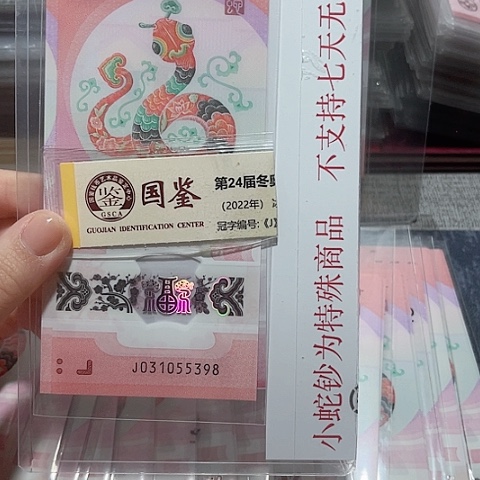 国鉴
GSCA
GUOJIAN IDENTIFICATION CENTER
第24届冬奥
(2022年)
冠字编号:《J
J031055398
小蛇钞为特殊商品 不支持七天无